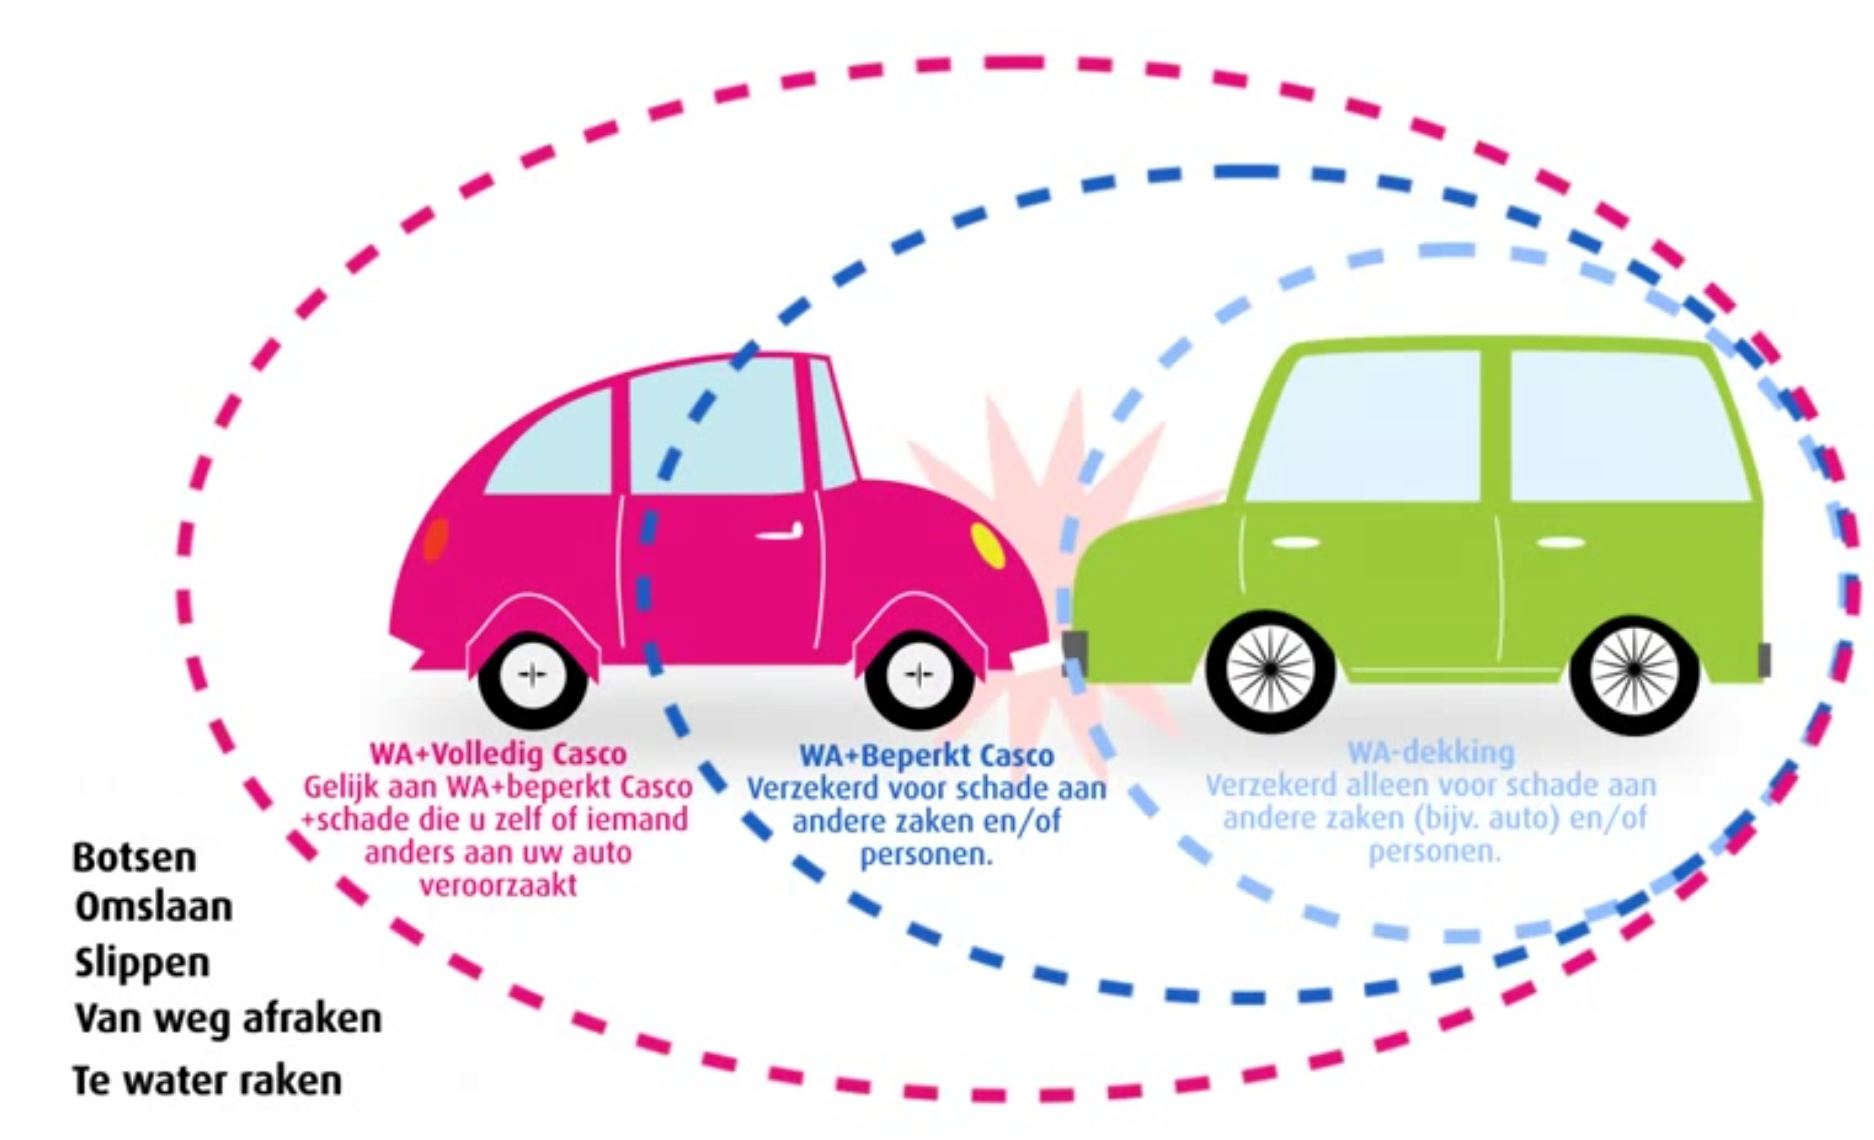 WA+Volledig Casco
Gelijk aan WA+beperkt Casco
+schade die u zelf of iemand
anders aan uw auto
veroorzaakt
WA+Beperkt Casco
Verzekerd voor schade aan
andere zaken en/of
personen.
WA-dekking
Verzekerd alleen voor schade aan
andere zaken (bijv. auto) en/of
personen.
Botsen
Omslaan
Slippen
Van weg afraken
Te water raken